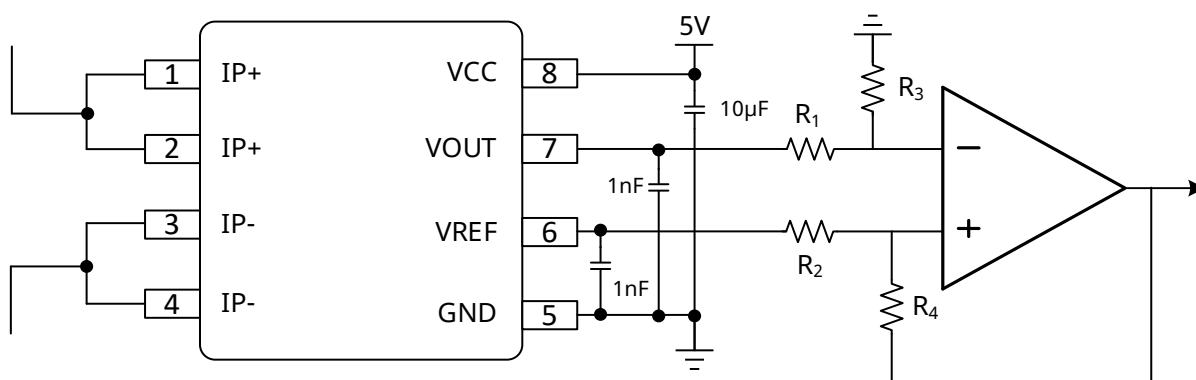 5V
1 IP+ VCC 8
10μF
R3
R1
2 IP+ VOUT 7
−
1nF
3 IP- VREF 6
+
R2
1nF
4 IP- GND 5
R4